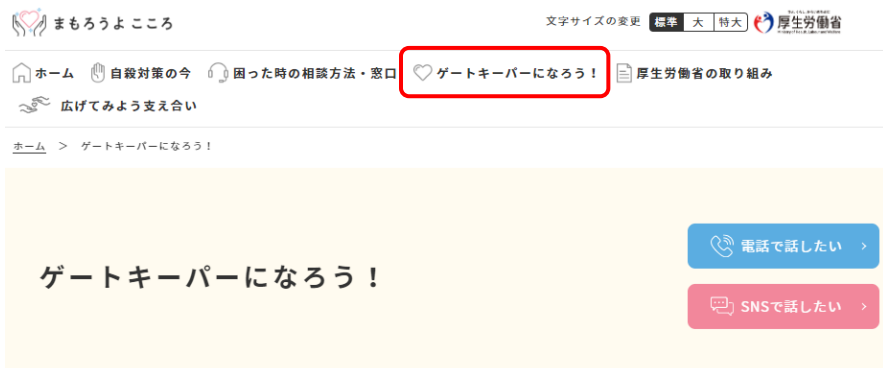 まもろうよ こころ
文字サイズの変更 標準 大 特大 厚生労働省
ホーム 自殺対策の今 困った時の相談方法・窓口 ゲートキーパーになろう！ 厚生労働省の取り組み
広げてみよう支え合い
ホーム ＞ ゲートキーパーになろう！
ゲートキーパーになろう！
電話で話したい
SNSで話したい